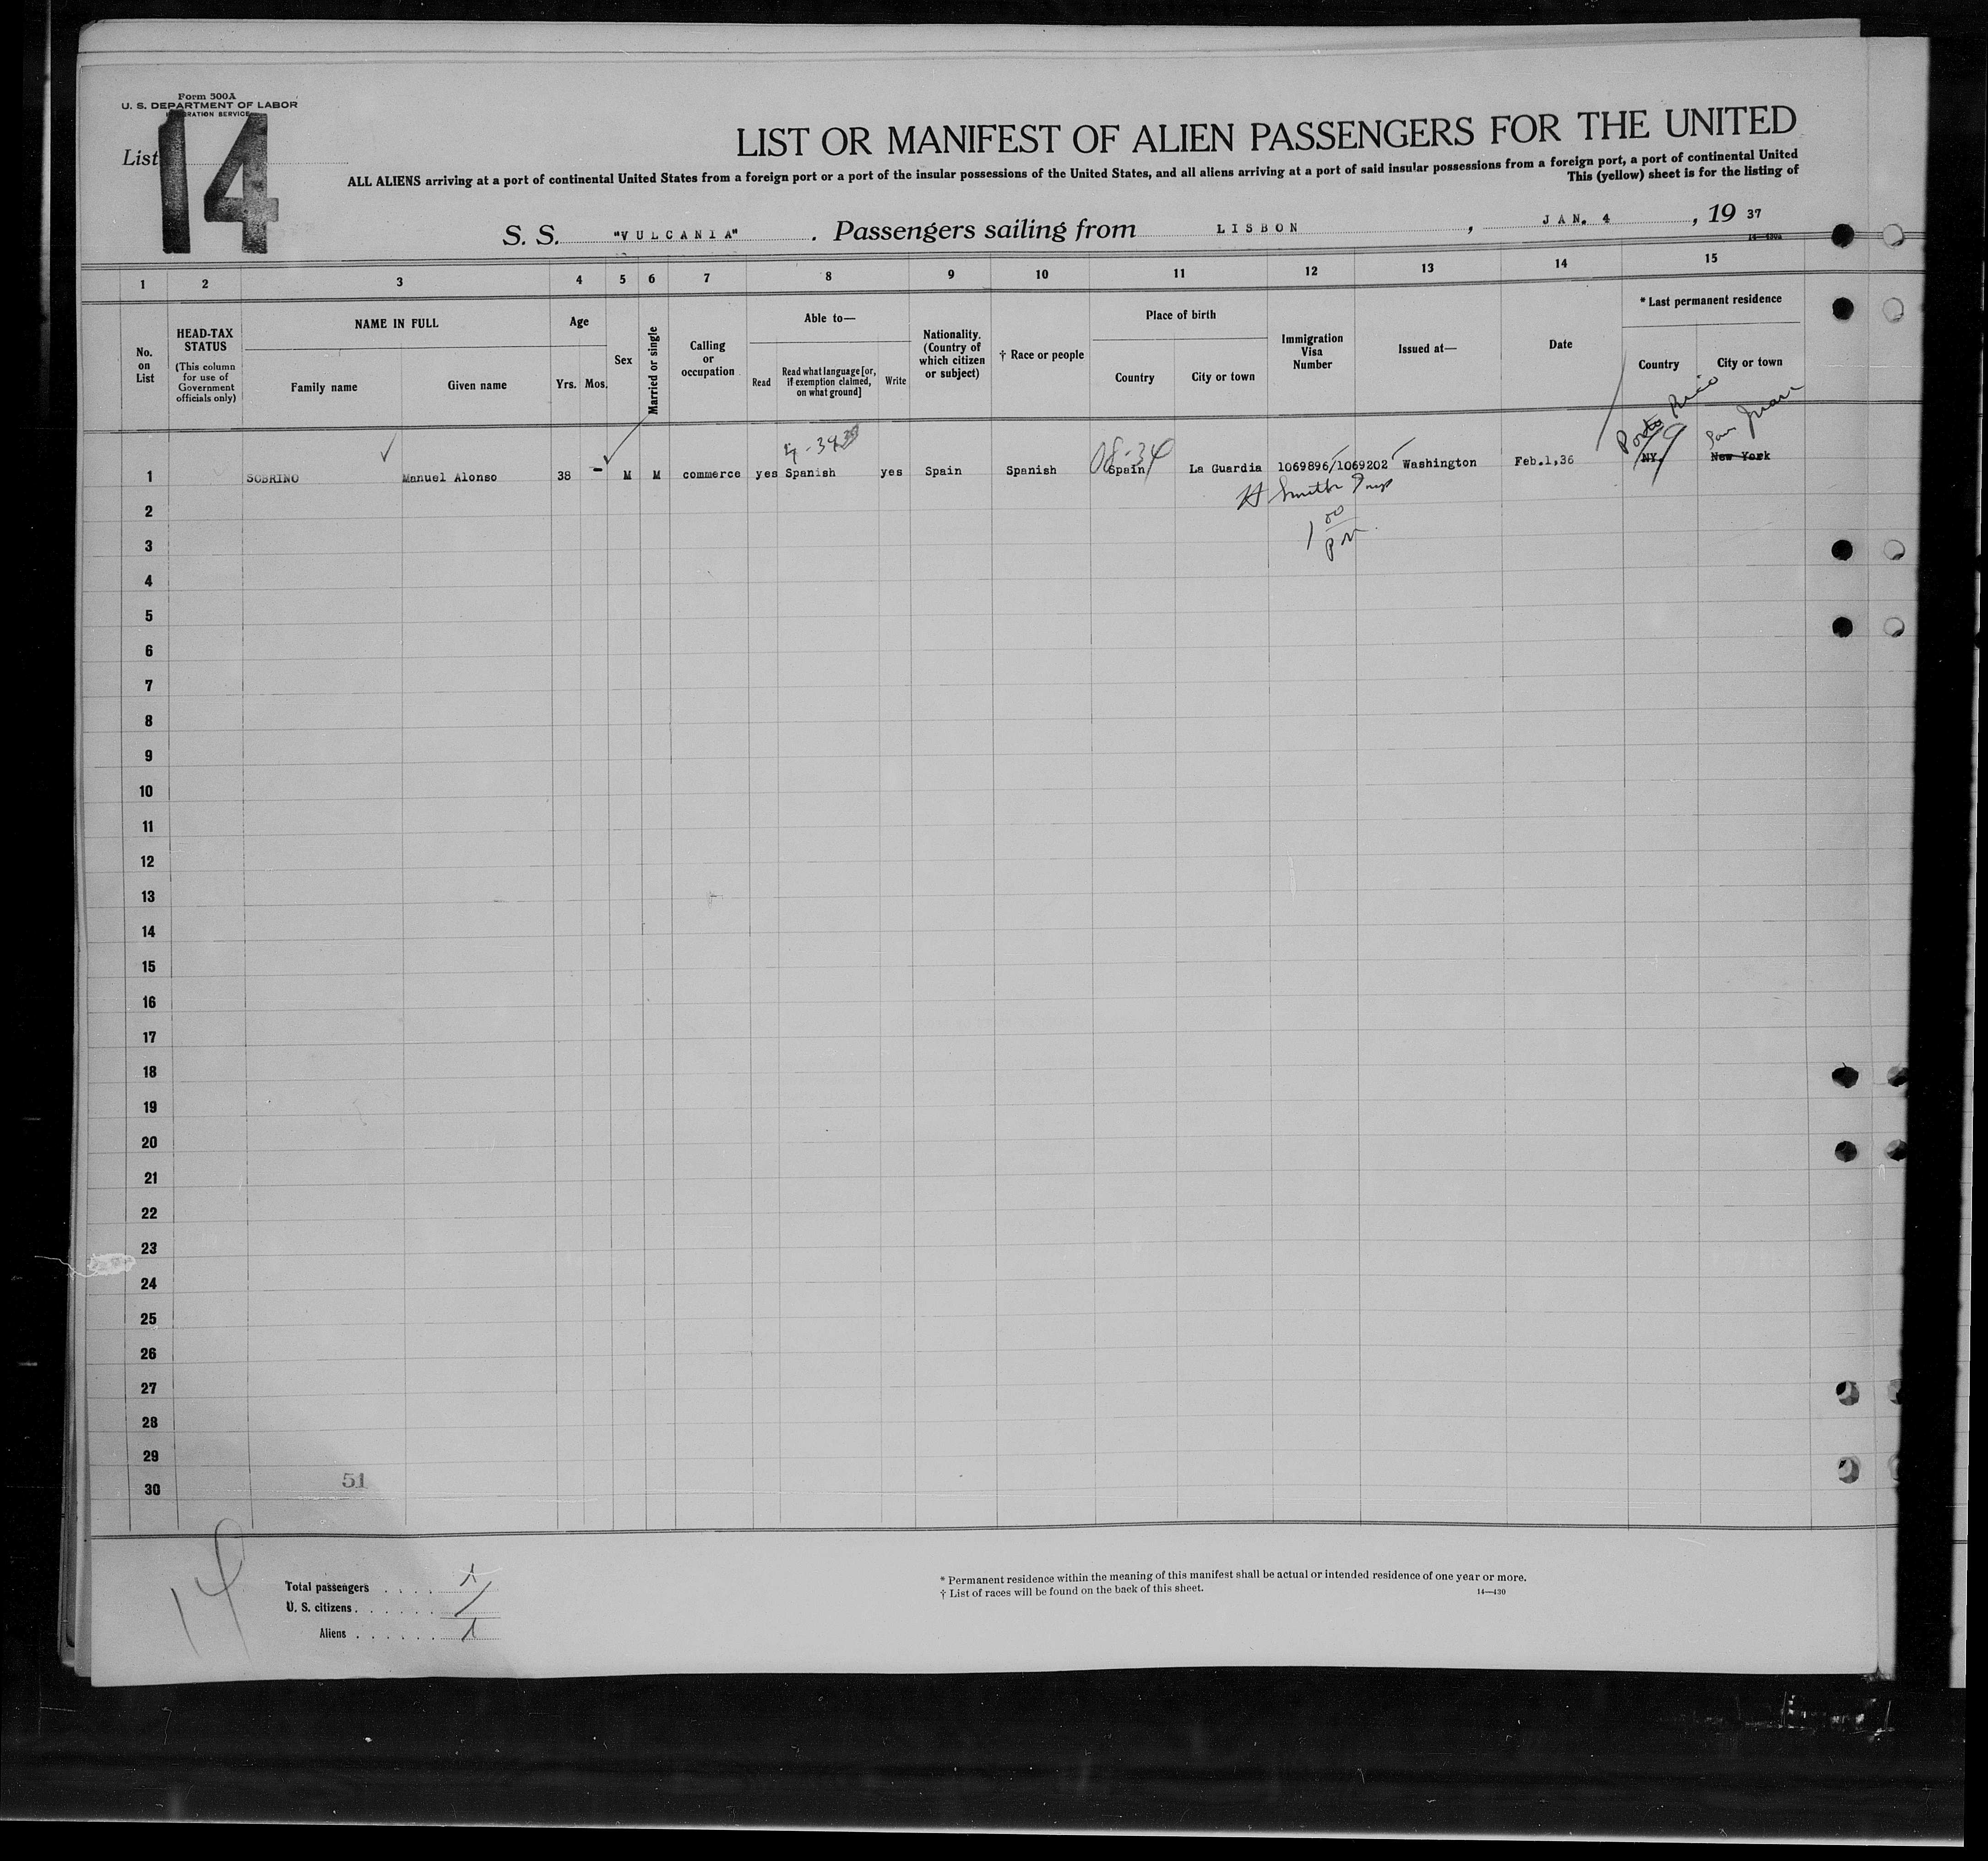 Form 500A
U. S. DEPARTMENT OF LABOR
IMMIGRATION SERVICE
List 14
LIST OR MANIFEST OF ALIEN PASSENGERS FOR THE UNITED
ALL ALIENS arriving at a port of continental United States from a foreign port or a port of the insular possessions of the United States, and all aliens arriving at a port of said insular possessions from a foreign port, a port of continental United
This (yellow) sheet is for the listing of
S. S. "VULCANIA". Passengers sailing from LISBON, JAN. 4, 19 37
14—430a
1 2 3 4 5 6 7 8 9 10 11 12 13 14 15
No. on List
HEAD-TAX STATUS (This column for use of Government officials only)
NAME IN FULL
Family name Given name
Age
Yrs. Mos.
Sex
Married or single
Calling or occupation
Able to—
Read Read what language [or, if exemption claimed, on what ground] Write
Nationality. (Country of which citizen or subject)
† Race or people
Place of birth
Country City or town
Immigration Visa Number
Issued at—
Date
* Last permanent residence
Country City or town
Porto Rico San Juan
1 SOBRINO Manuel Alonso 38 - M M commerce yes Spanish yes Spain Spanish Spain La Guardia 1069896/1069202 Washington Feb.1,36 NY. New York
2
3
4
5
6
7
8
9
10
11
12
13
14
15
16
17
18
19
20
21
22
23
24
25
26
27
28
29
30
51
14
Total passengers . . . . 1
U. S. citizens . . . . . . /
Aliens . . . . . . 1
* Permanent residence within the meaning of this manifest shall be actual or intended residence of one year or more.
† List of races will be found on the back of this sheet.
14—430